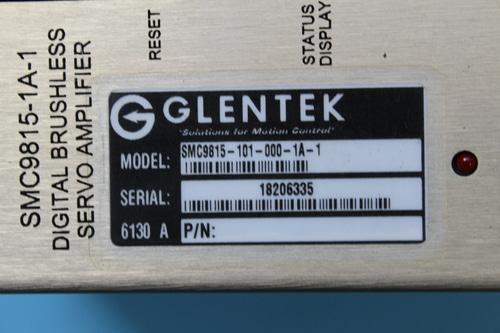 SMC9815-1A-1
DIGITAL BRUSHLESS
SERVO AMPLIFIER
RESET
STATUS
DISPLAY
GLENTEK
"Solutions for Motion Control"
MODEL: SMC9815-101-000-1A-1
SERIAL: 18206335
6130 A P/N: